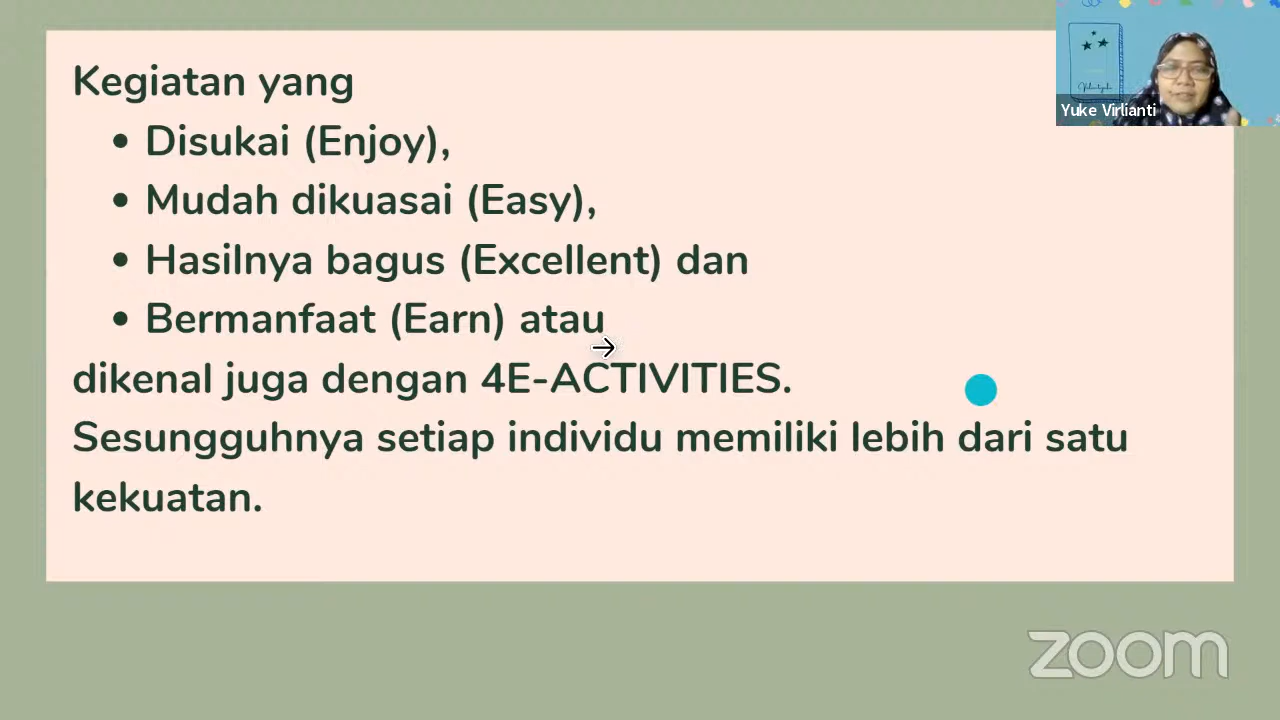 Kegiatan yang
• Disukai (Enjoy),
• Mudah dikuasai (Easy),
• Hasilnya bagus (Excellent) dan
• Bermanfaat (Earn) atau
dikenal juga dengan 4E-ACTIVITIES.
Sesungguhnya setiap individu memiliki lebih dari satu
kekuatan.
Yuke Virlianti
zoom